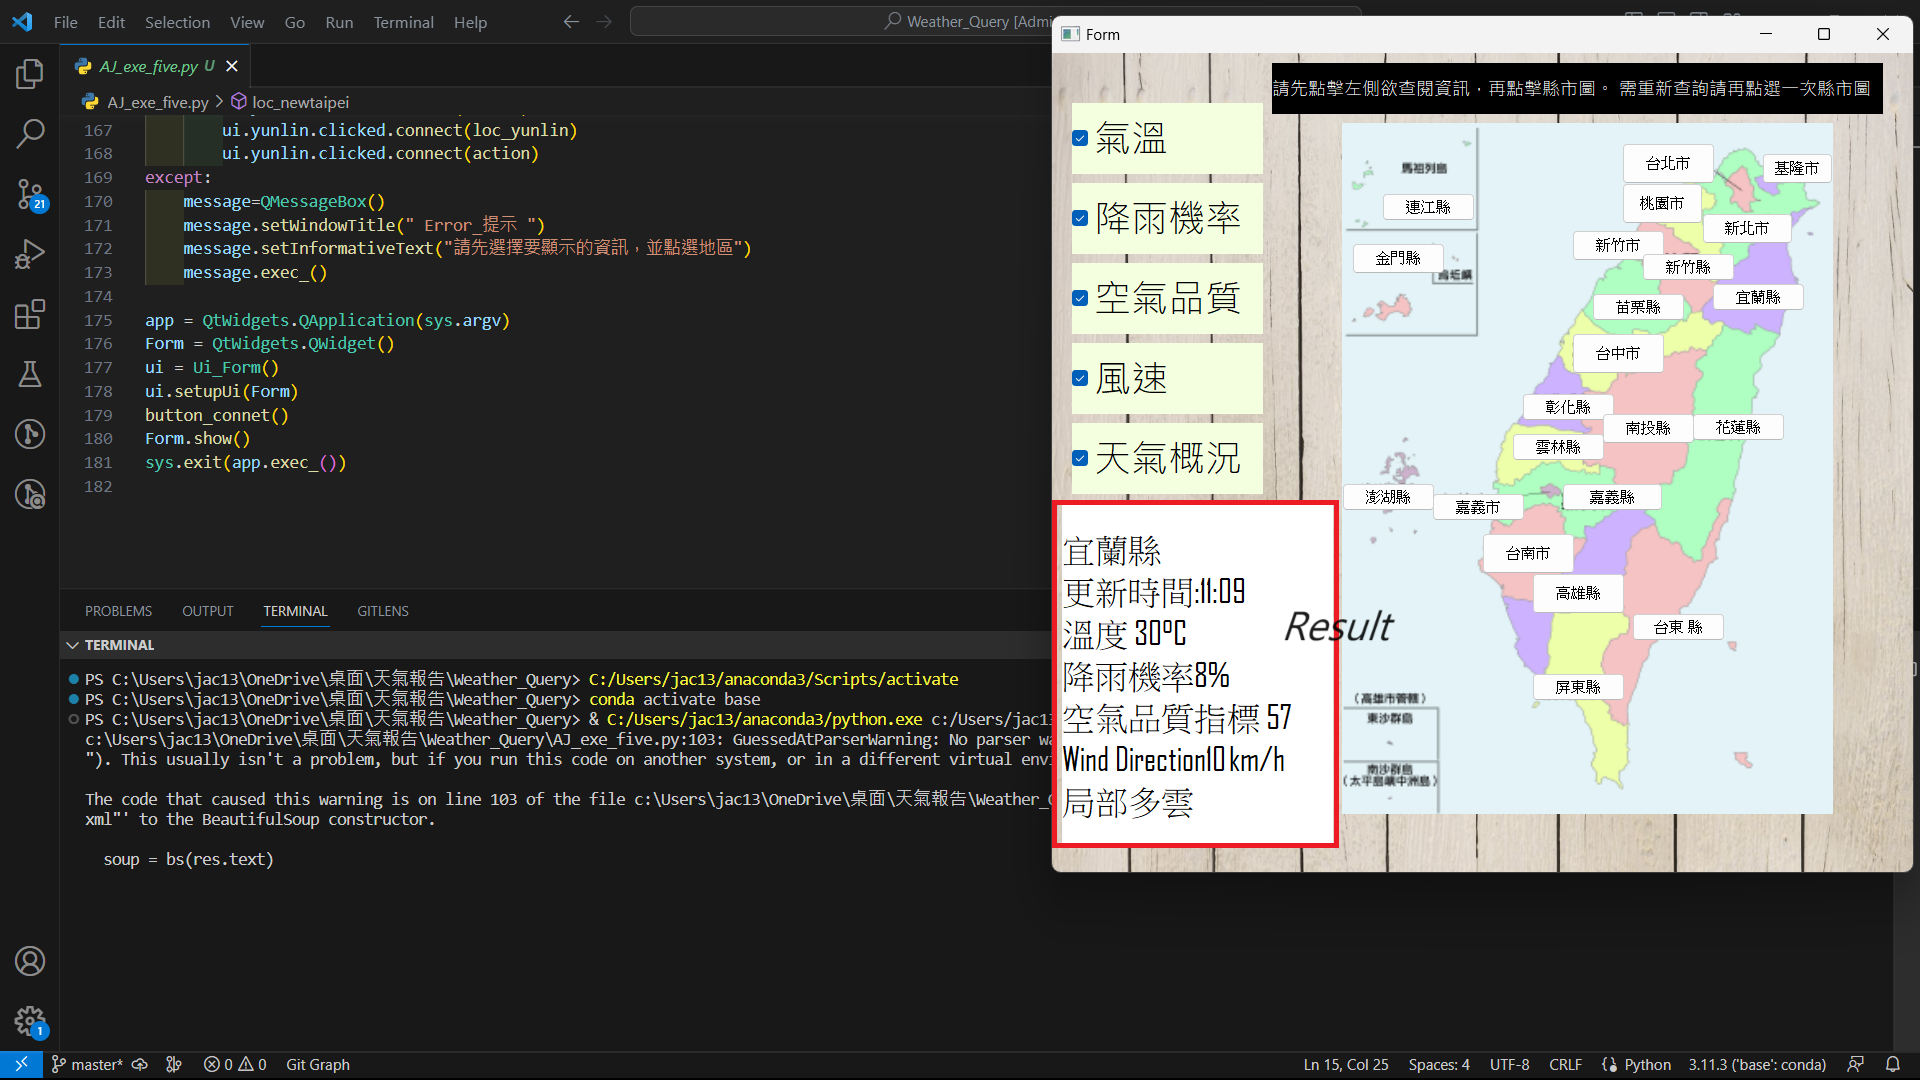 File Edit Selection View Go Run Terminal Help
Weather_Query [Admi
AJ_exe_five.py U
AJ_exe_five.py > loc_newtaipei
167 ui.yunlin.clicked.connect(loc_yunlin)
168 ui.yunlin.clicked.connect(action)
169 except:
170 message=QMessageBox()
171 message.setWindowTitle(" Error_提示 ")
172 message.setInformativeText("請先選擇要顯示的資訊，並點選地區")
173 message.exec_()
174
175 app = QtWidgets.QApplication(sys.argv)
176 Form = QtWidgets.QWidget()
177 ui = Ui_Form()
178 ui.setupUi(Form)
179 button_connet()
180 Form.show()
181 sys.exit(app.exec_())
182
21
1
PROBLEMS OUTPUT TERMINAL GITLENS
TERMINAL
PS C:\Users\jac13\OneDrive\桌面\天氣報告\Weather_Query> C:/Users/jac13/anaconda3/Scripts/activate
PS C:\Users\jac13\OneDrive\桌面\天氣報告\Weather_Query> conda activate base
PS C:\Users\jac13\OneDrive\桌面\天氣報告\Weather_Query> & C:/Users/jac13/anaconda3/python.exe c:/Users/jac1
c:\Users\jac13\OneDrive\桌面\天氣報告\Weather_Query\AJ_exe_five.py:103: GuessedAtParserWarning: No parser wa
"). This usually isn't a problem, but if you run this code on another system, or in a different virtual envi
The code that caused this warning is on line 103 of the file c:\Users\jac13\OneDrive\桌面\天氣報告\Weather_
xml"' to the BeautifulSoup constructor.
soup = bs(res.text)
Form
請先點擊左側欲查閱資訊，再點擊縣市圖。 需重新查詢請再點選一次縣市圖
氣溫
降雨機率
空氣品質
風速
天氣概況
宜蘭縣
更新時間:11:09
溫度 30°C
降雨機率8%
空氣品質指標 57
Wind Direction10 km/h
局部多雲
Result
馬祖列島
連江縣
金門縣
烏坵鄉
台北市
基隆市
桃園市
新北市
新竹市
新竹縣
宜蘭縣
苗栗縣
台中市
彰化縣
南投縣
花蓮縣
雲林縣
澎湖縣
嘉義市
嘉義縣
台南市
高雄縣
台東 縣
屏東縣
(高雄市管轄)
東沙群島
南沙群島
(太平島與中洲島)
master* 0 0 Git Graph
Ln 15, Col 25 Spaces: 4 UTF-8 CRLF Python 3.11.3 ('base': conda)